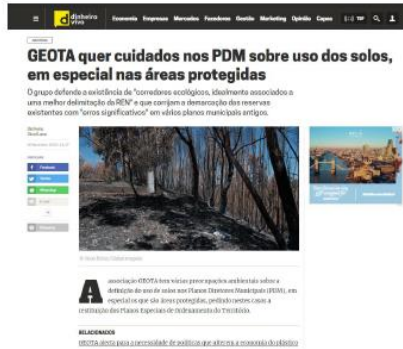 dinheiro
vivo
Economia Empresas Mercados Fazedores Gestão Marketing Opinião Capas
TSF
GEOTA quer cuidados nos PDM sobre uso dos solos,
em especial nas áreas protegidas
O grupo defende a existência de "corredores ecológicos, idealmente associados a
uma melhor delimitação da REN" e que corrijam a demarcação das reservas
existentes com "erros significativos" em vários planos municipais antigos.
Facebook
Twitter
WhatsApp
E-mail
A associação GEOTA tem várias preocupações ambientais sobre a
definição do uso de solos nos Planos Diretores Municipais (PDM), em
especial os que são áreas protegidas, pedindo nestes casos a
restituição dos Planos Especiais de Ordenamento do Território.
RELACIONADOS
GEOTA alerta para a necessidade de políticas que alterem a economia do plástico